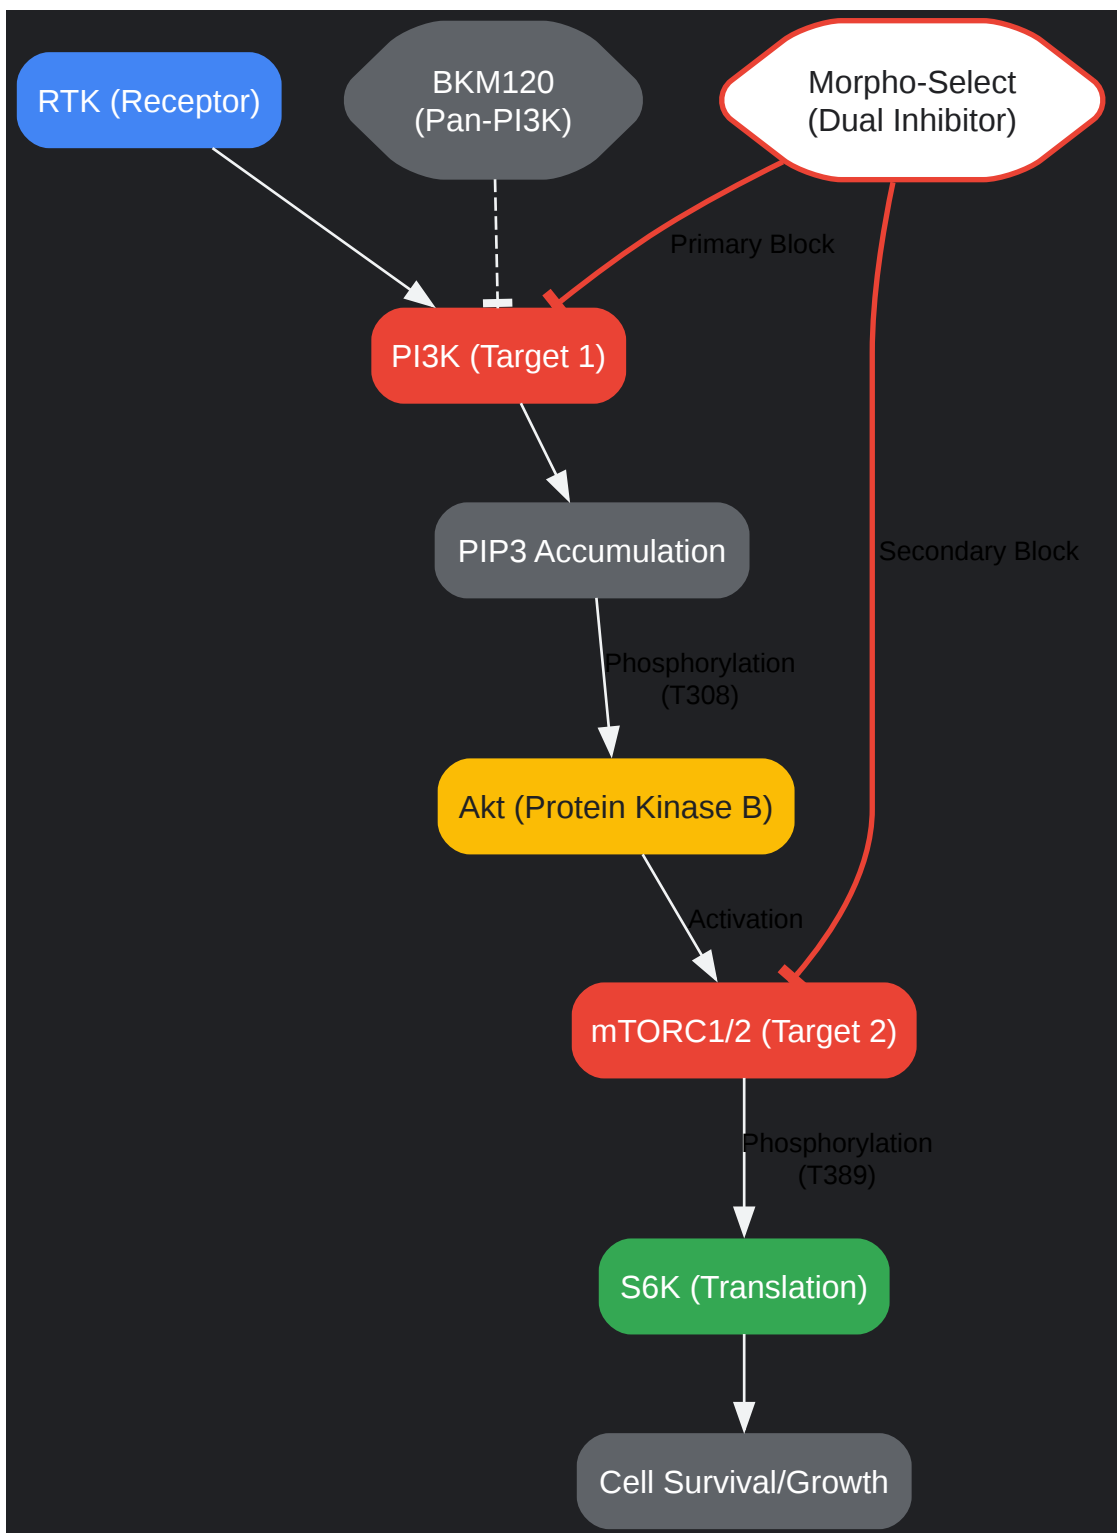 RTK (Receptor)
BKM120
(Pan-PI3K)
Morpho-Select
(Dual Inhibitor)
Primary Block
PI3K (Target 1)
PIP3 Accumulation
Secondary Block
Phosphorylation
(T308)
Akt (Protein Kinase B)
Activation
mTORC1/2 (Target 2)
Phosphorylation
(T389)
S6K (Translation)
Cell Survival/Growth